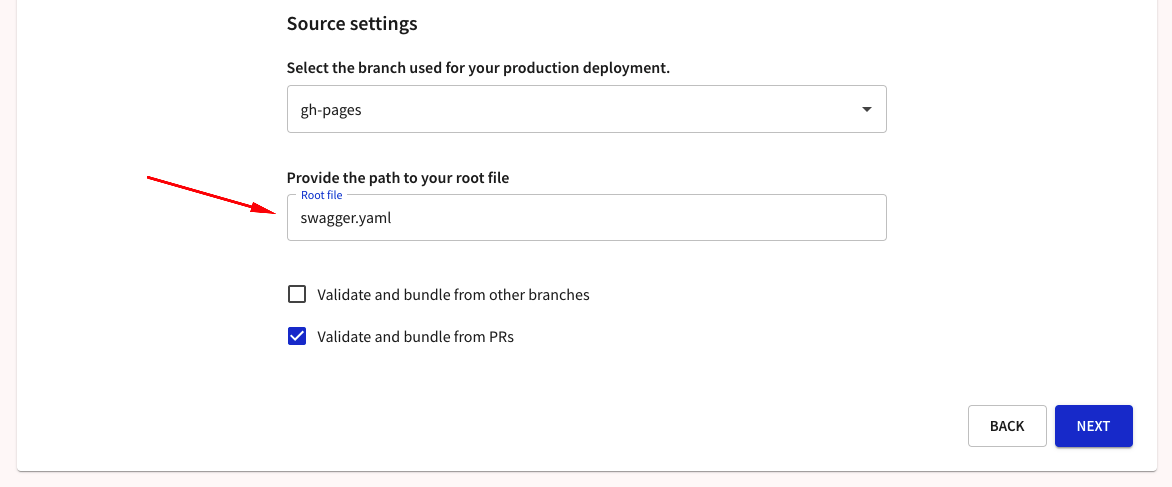 Source settings
Select the branch used for your production deployment.
gh-pages
Provide the path to your root file
Root file
swagger.yaml
Validate and bundle from other branches
Validate and bundle from PRs
BACK
NEXT